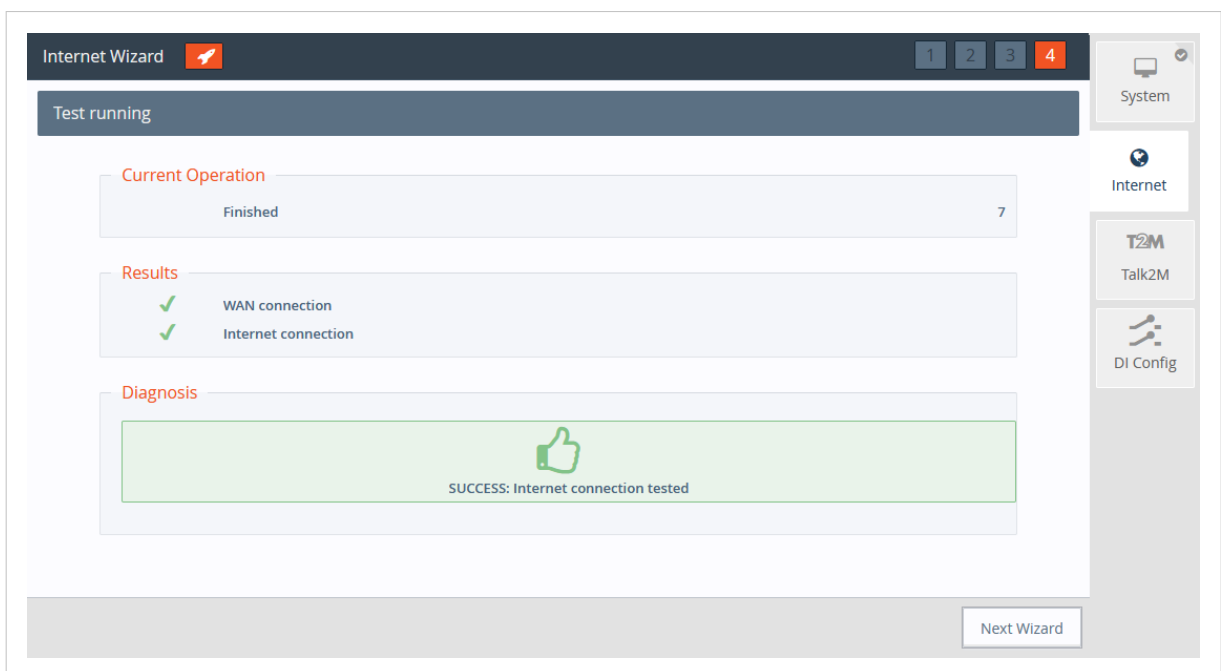 Internet Wizard
1 2 3 4
System
Test running
Internet
Current Operation
Finished 7
T2M
Talk2M
Results
WAN connection
Internet connection
DI Config
Diagnosis
SUCCESS: Internet connection tested
Next Wizard